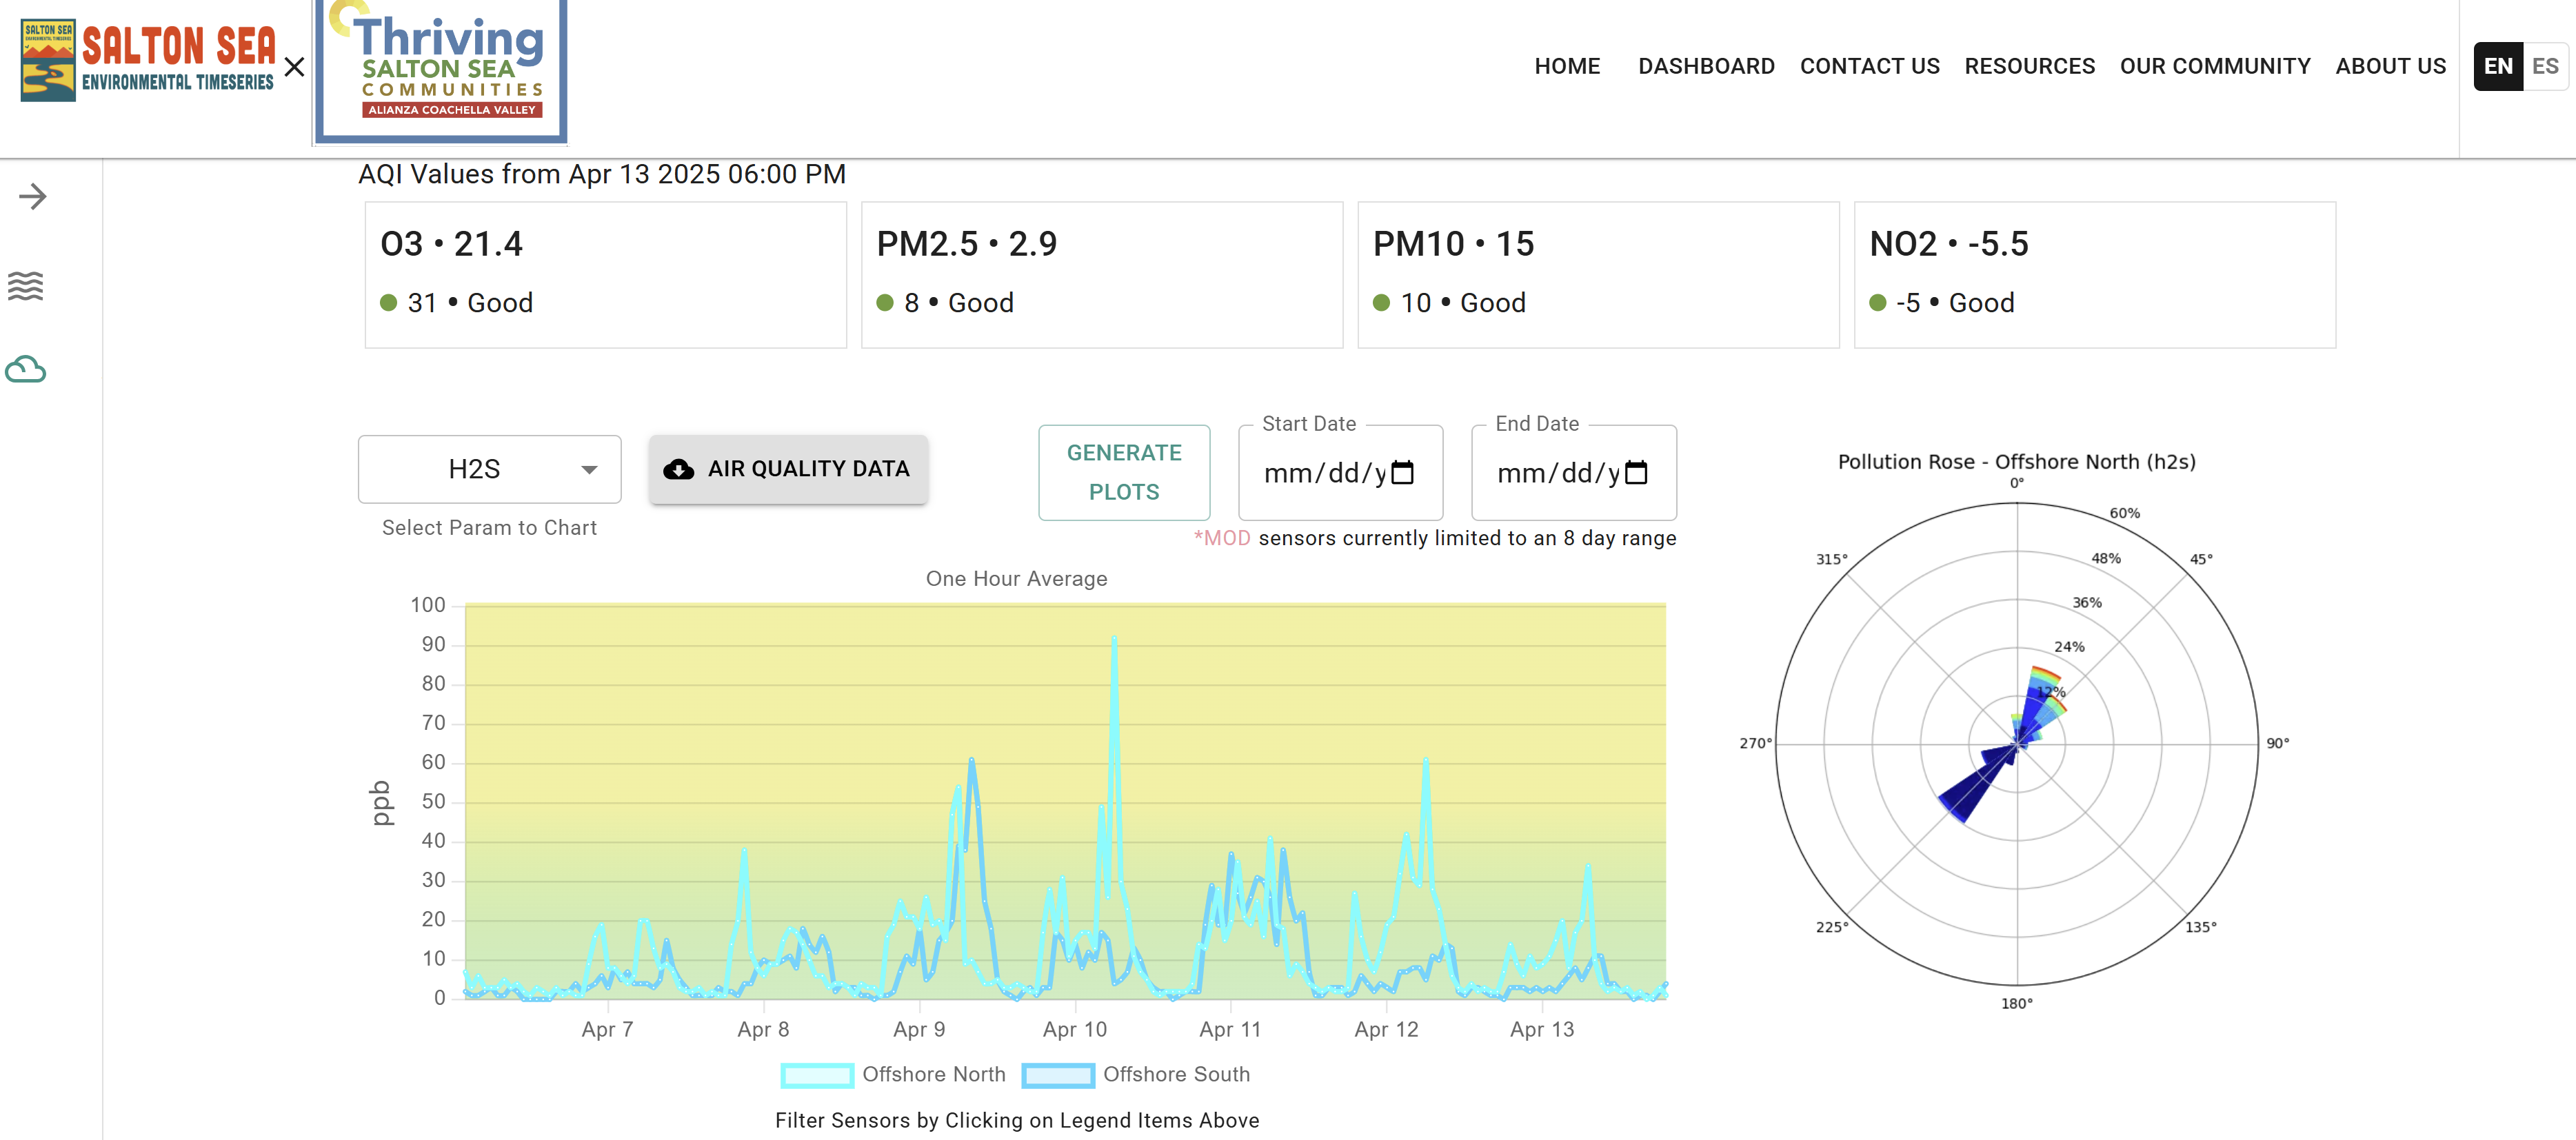 SALTON SEA
ENVIRONMENTAL TIMESERIES
SALTON SEA
ENVIRONMENTAL TIMESERIES
×
Thriving
SALTON SEA
COMMUNITIES
ALIANZA COACHELLA VALLEY
HOME DASHBOARD CONTACT US RESOURCES OUR COMMUNITY ABOUT US EN ES
AQI Values from Apr 13 2025 06:00 PM
O3 • 21.4
31 • Good
PM2.5 • 2.9
8 • Good
PM10 • 15
10 • Good
NO2 • -5.5
-5 • Good
H2S
Select Param to Chart
AIR QUALITY DATA
GENERATE
PLOTS
Start Date
mm/dd/y
End Date
mm/dd/y
*MOD sensors currently limited to an 8 day range
One Hour Average
100
90
80
70
60
50
40
30
20
10
0
ppb
Apr 7 Apr 8 Apr 9 Apr 10 Apr 11 Apr 12 Apr 13
Offshore North Offshore South
Filter Sensors by Clicking on Legend Items Above
Pollution Rose - Offshore North (h2s)
0°
60%
48%
315° 45°
36%
24%
12%
270° 90°
225° 135°
180°